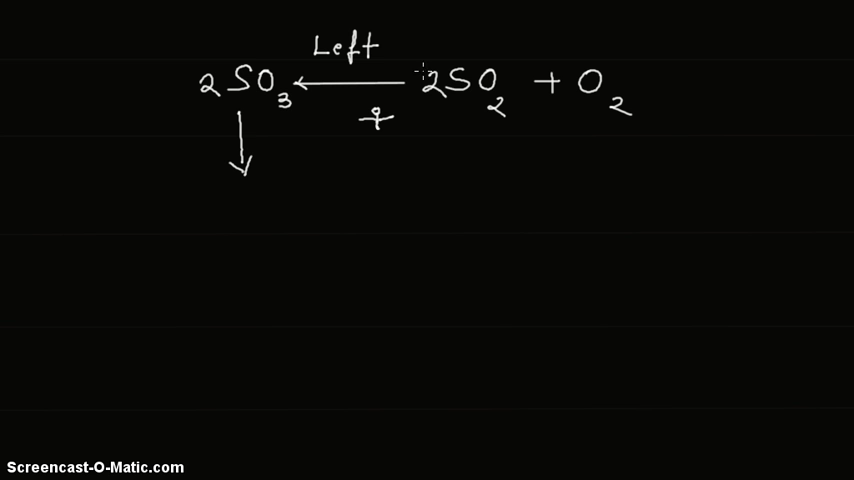 Left
2SO₃ ← 2SO₂ + O₂
Screencast-O-Matic.com